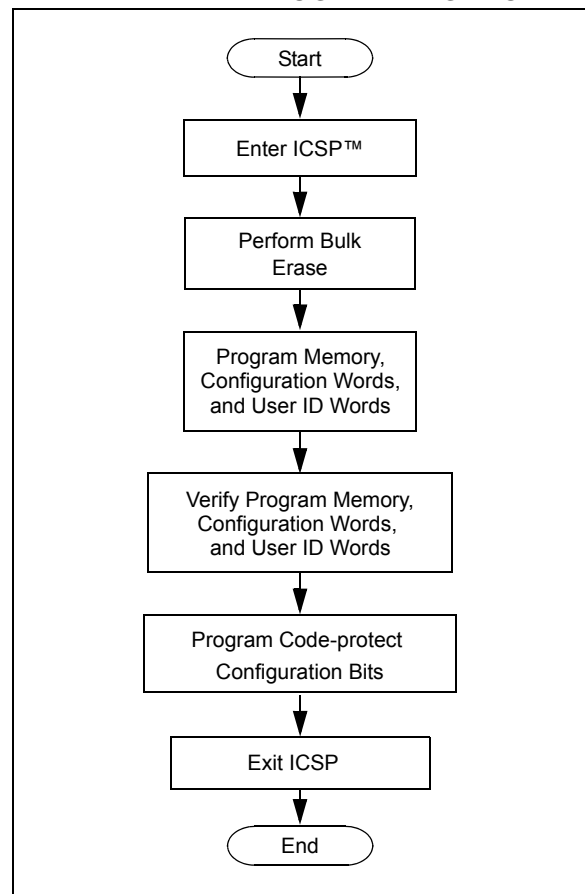 Start
Enter ICSP™
Perform Bulk
Erase
Program Memory,
Configuration Words,
and User ID Words
Verify Program Memory,
Configuration Words,
and User ID Words
Program Code-protect
Configuration Bits
Exit ICSP
End